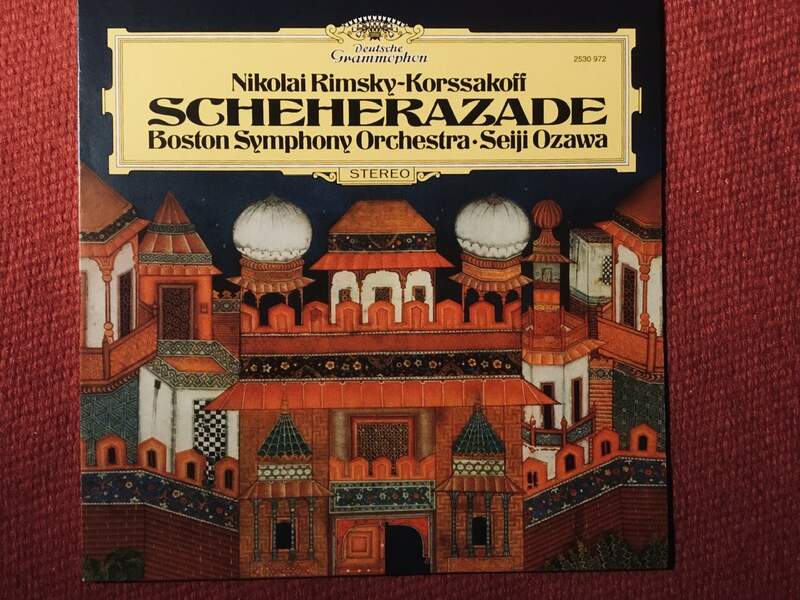 Deutsche
Grammophon
2530 972
Nikolai Rimsky-Korssakoff
SCHEHERAZADE
Boston Symphony Orchestra · Seiji Ozawa
STEREO